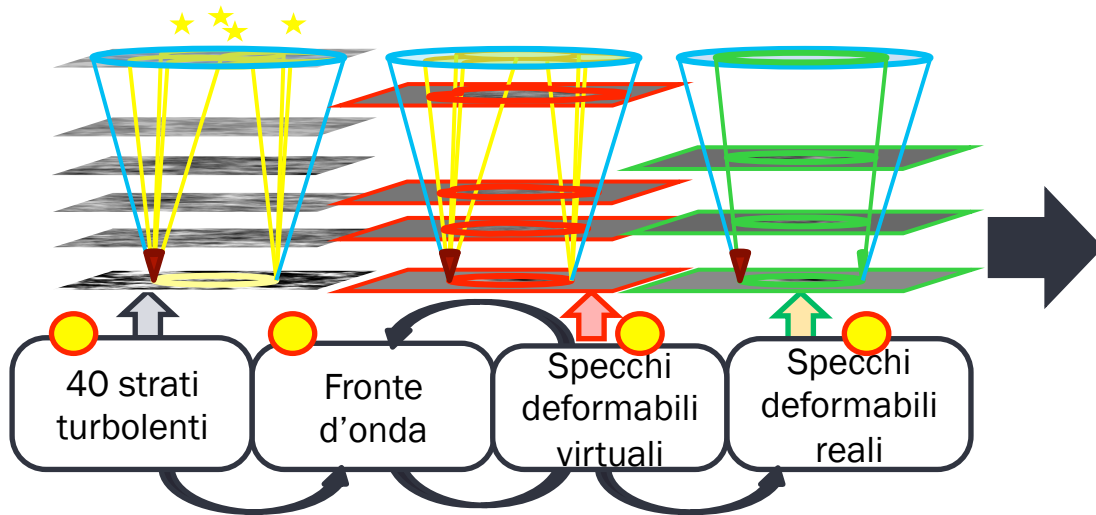 40 strati
turbolenti
Fronte
d’onda
Specchi
deformabili
virtuali
Specchi
deformabili
reali